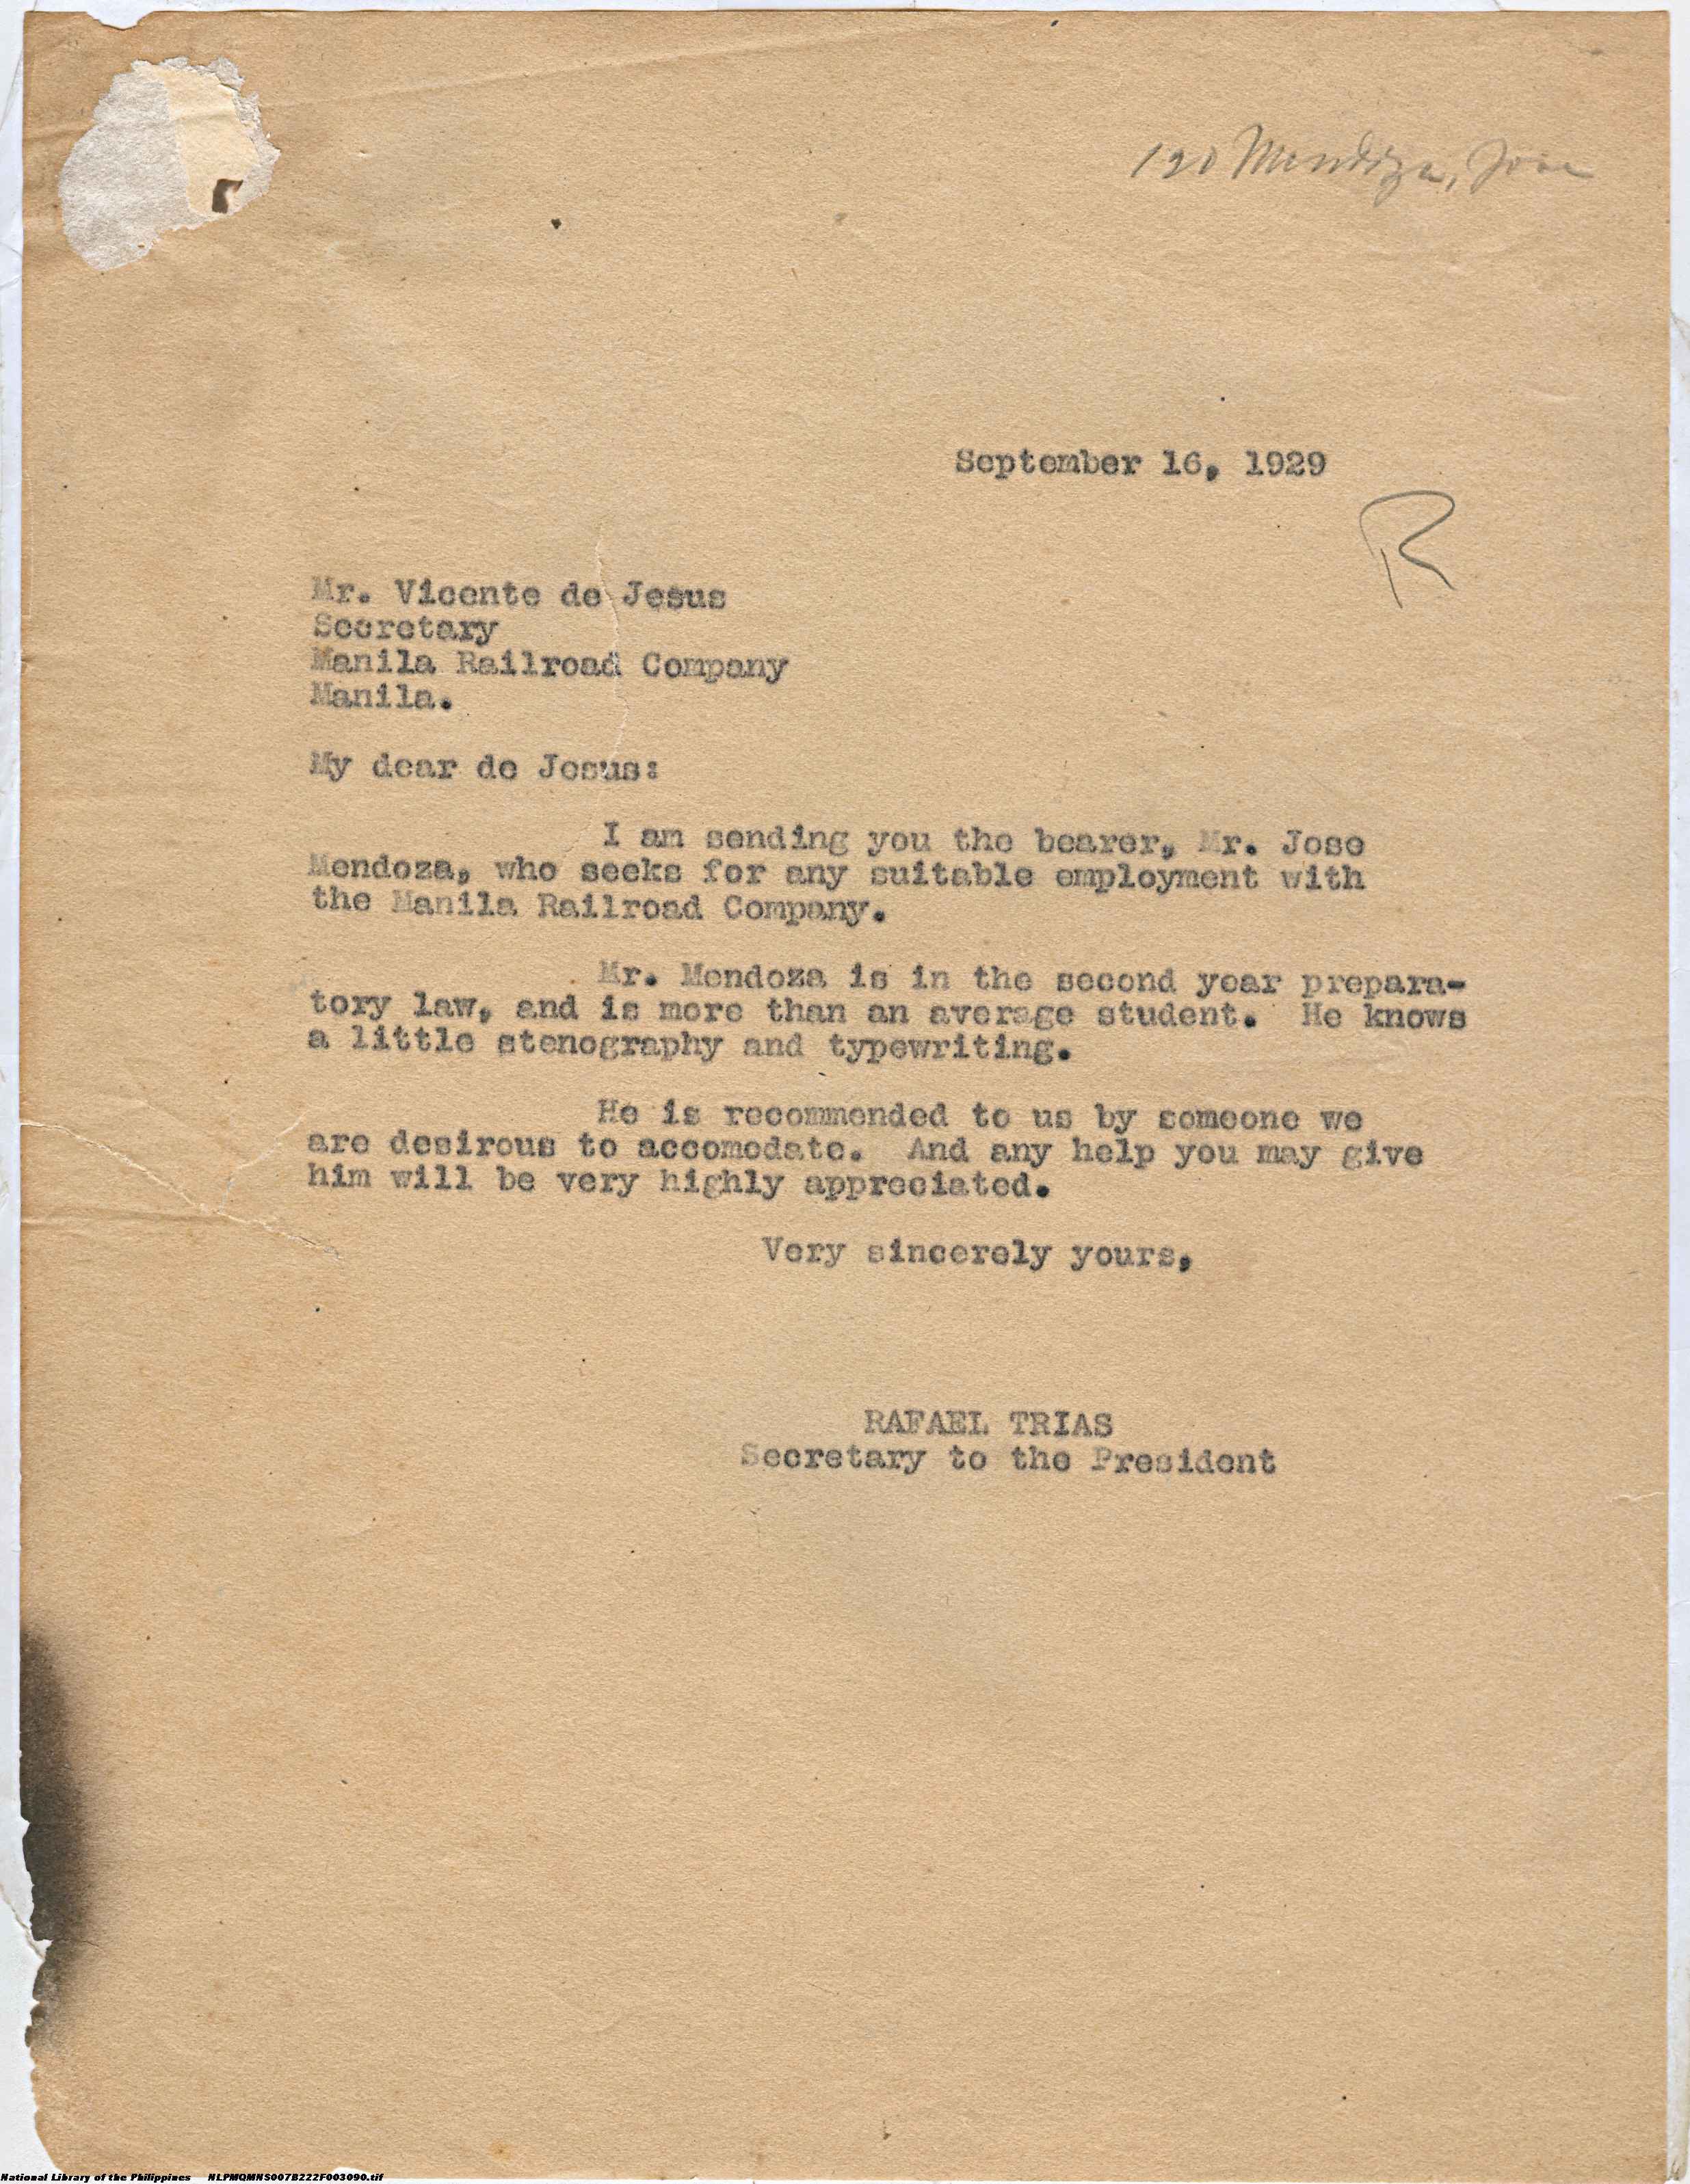 120 Mendoza, Jose
September 16, 1929
R
Mr. Vicente de Jesus
Secretary
Manila Railroad Company
Manila.
My dear de Jesus:
I am sending you the bearer, Mr. Jose
Mendoza, who seeks for any suitable employment with
the Manila Railroad Company.
Mr. Mendoza is in the second year prepara-
tory law, and is more than an average student. He knows
a little stenography and typewriting.
He is recommended to us by someone we
are desirous to accomodate. And any help you may give
him will be very highly appreciated.
Very sincerely yours,
RAFAEL TRIAS
Secretary to the President
National Library of the Philippines NLPMQMNS007B222F003090.tif